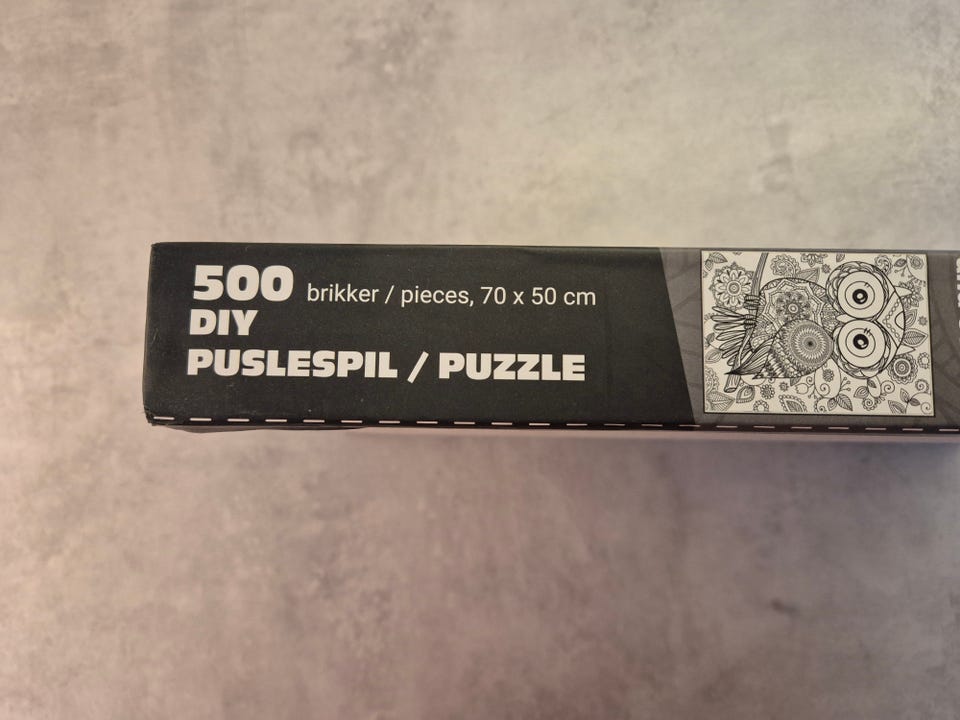 500 brikker / pieces, 70 x 50 cm
DIY
PUSLESPIL / PUZZLE